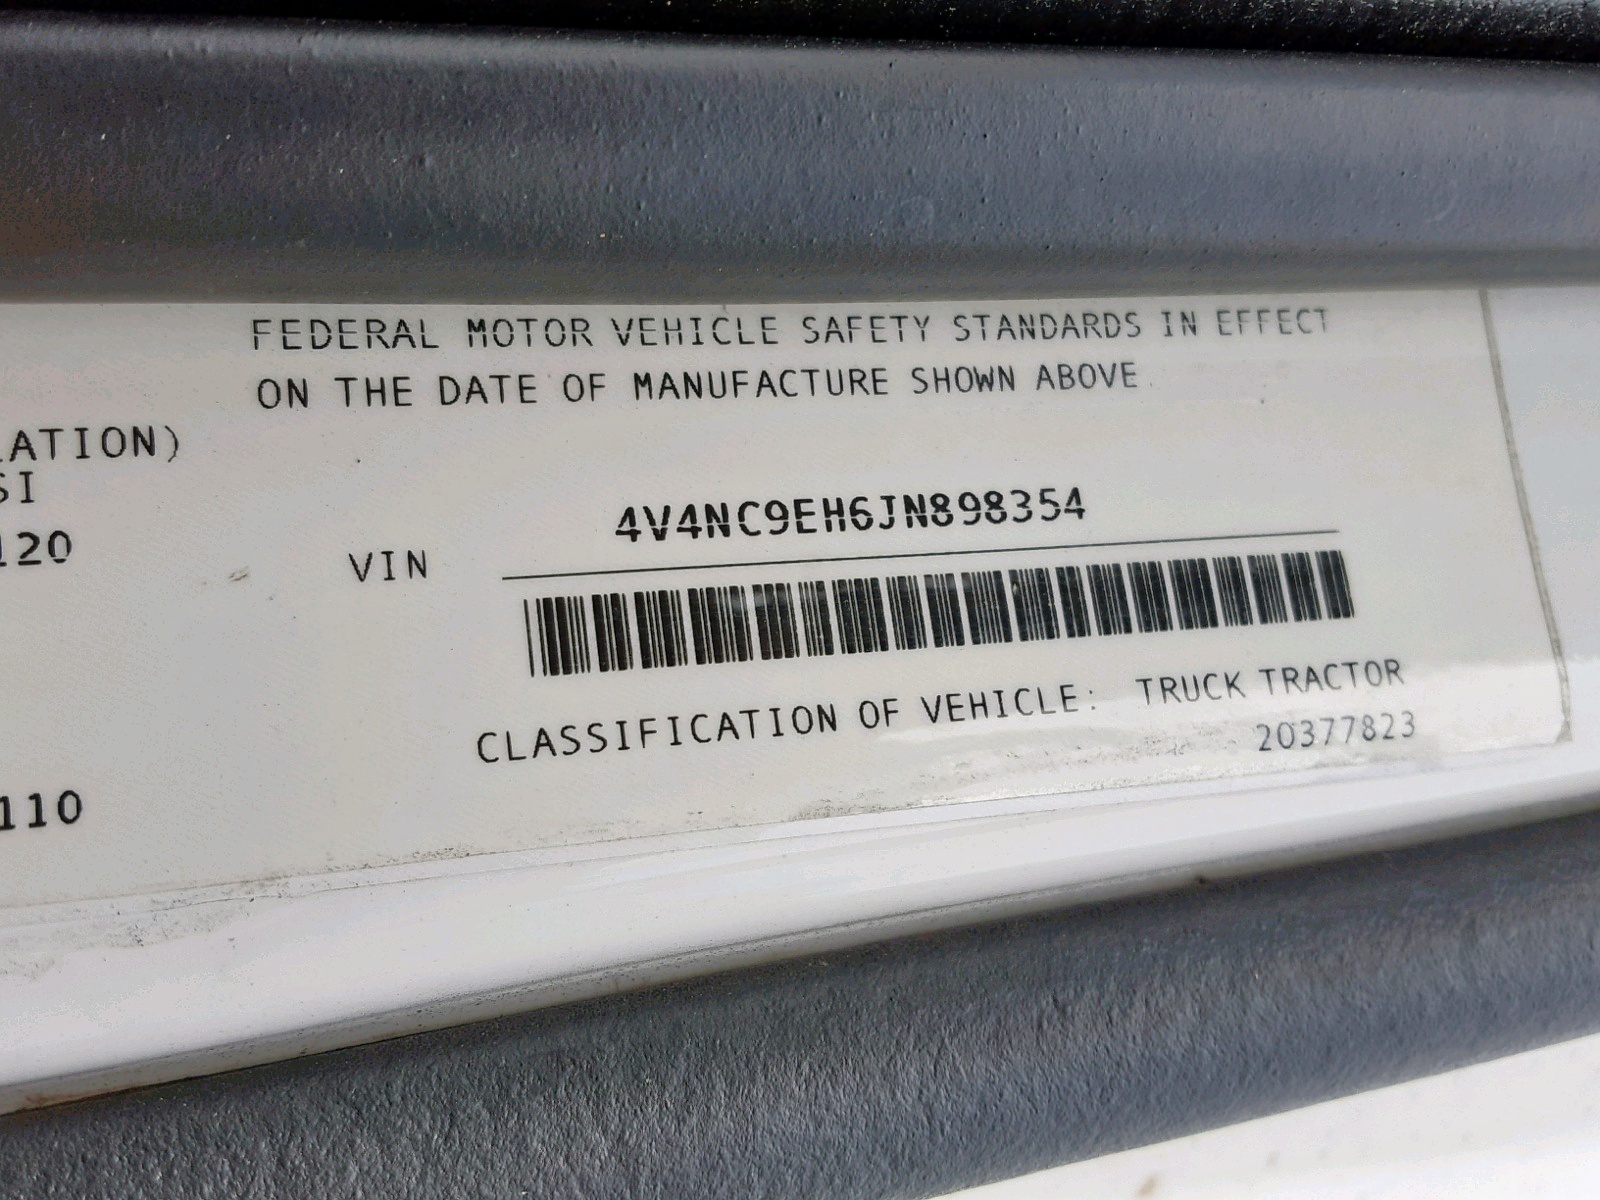 FEDERAL MOTOR VEHICLE SAFETY STANDARDS IN EFFECT
ON THE DATE OF MANUFACTURE SHOWN ABOVE.
ATION)
SI
120
4V4NC9EH6JN898354
VIN
CLASSIFICATION OF VEHICLE: TRUCK TRACTOR
20377823
110